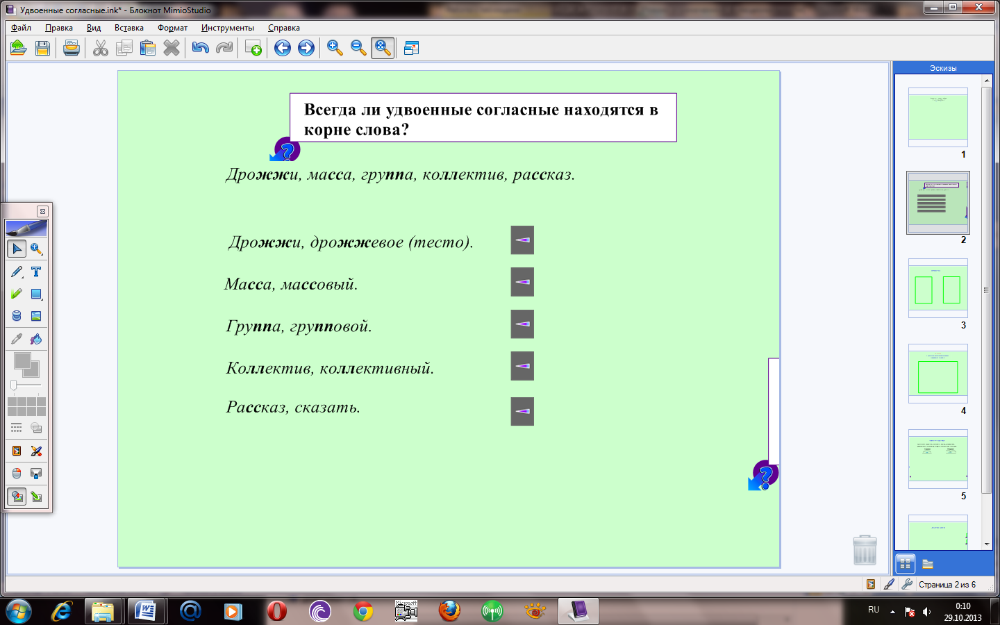 Удвоенные согласные.ink* - Блокнот MimioStudio
Файл Правка Вид Вставка Формат Инструменты Справка
Эскизы
Всегда ли удвоенные согласные находятся в
корне слова?
Дрожжи, масса, группа, коллектив, рассказ.
Дрожжи, дрожжевое (тесто).
Масса, массовый.
Группа, групповой.
Коллектив, коллективный.
Рассказ, сказать.
1
2
3
4
5
Страница 2 из 6
RU
0:10
29.10.2013